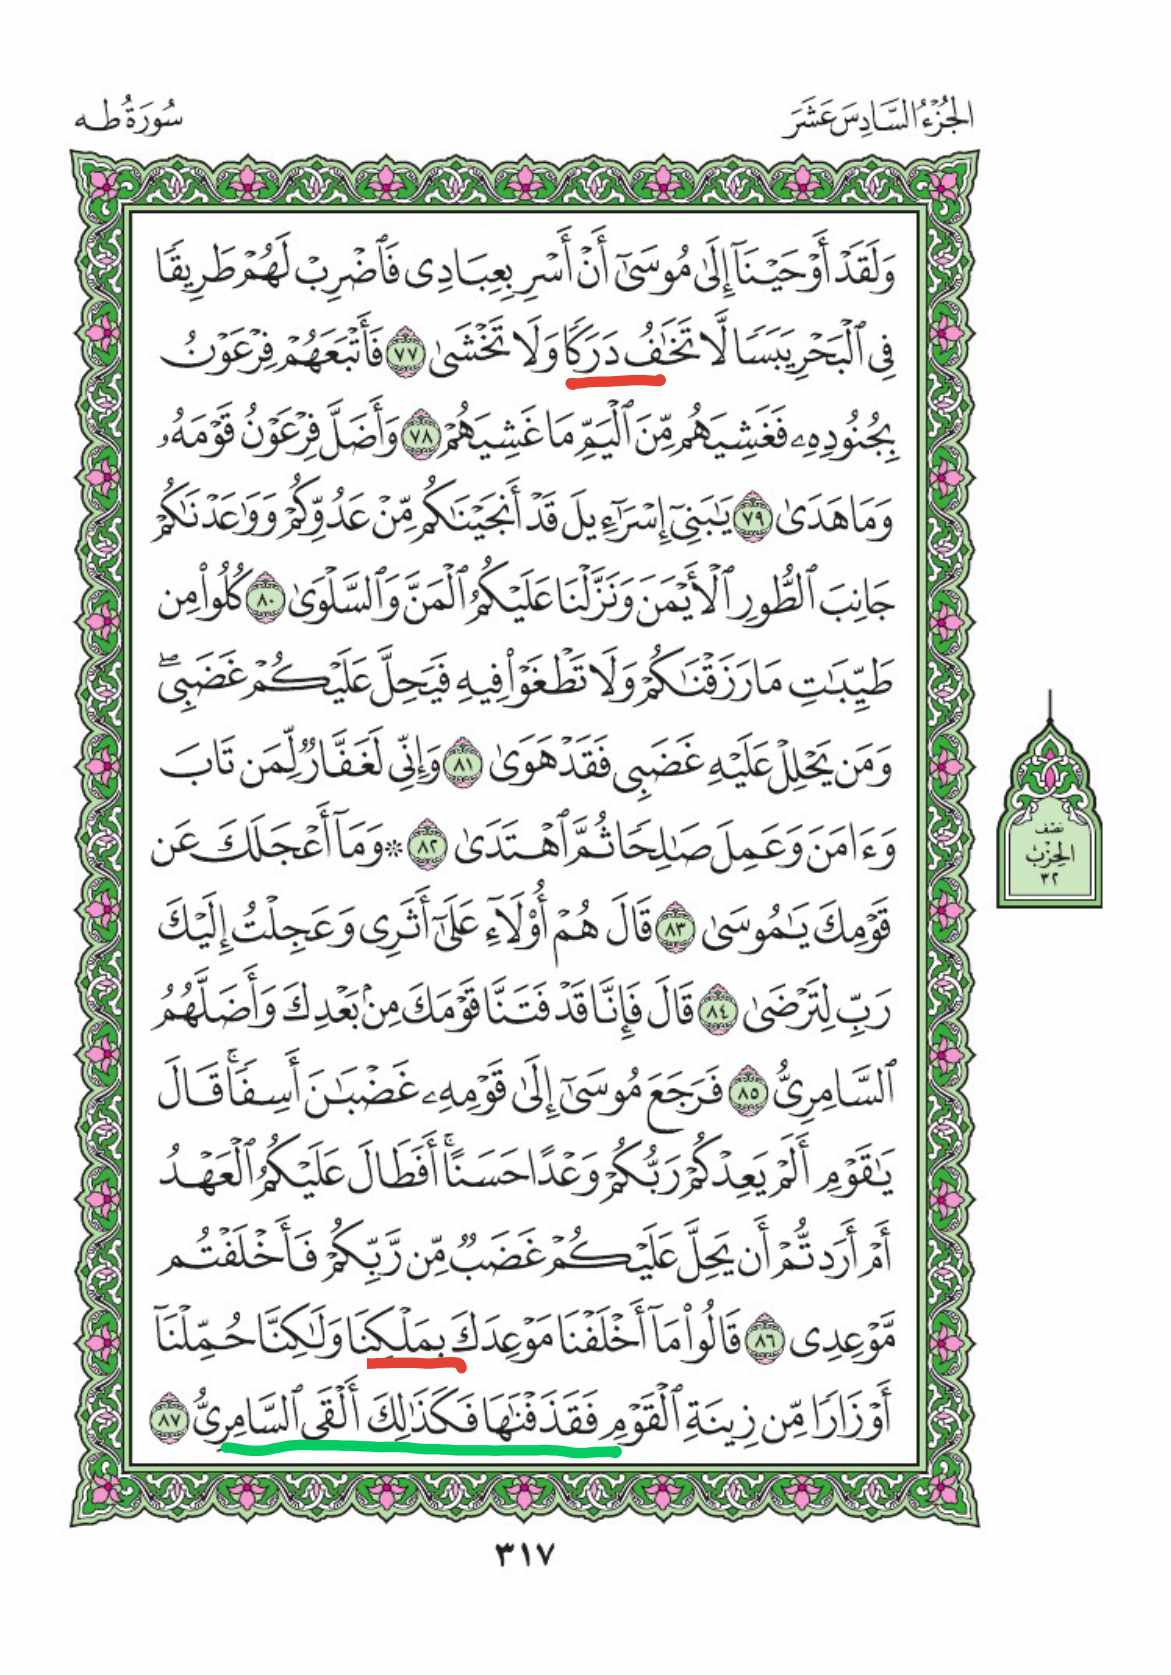 الجُزْءُ السَّادِسَ عَشَرَ
سُورَةُ طه
وَلَقَدْ أَوْحَيْنَآ إِلَىٰ مُوسَىٰٓ أَنْ أَسْرِ بِعِبَادِى فَٱضْرِبْ لَهُمْ طَرِيقًا
فِى ٱلْبَحْرِ يَبَسًا لَّا تَخَٰفُ دَرَكًا وَلَا تَخْشَىٰ ٧٧ فَأَتْبَعَهُمْ فِرْعَوْنُ
بِجُنُودِهِۦ فَغَشِيَهُم مِّنَ ٱلْيَمِّ مَا غَشِيَهُمْ ٧٨ وَأَضَلَّ فِرْعَوْنُ قَوْمَهُۥ
وَمَا هَدَىٰ ٧٩ يَٰبَنِىٓ إِسْرَٰٓءِيلَ قَدْ أَنجَيْنَٰكُم مِّنْ عَدُوِّكُمْ وَوَٰعَدْنَٰكُمْ
جَانِبَ ٱلطُّورِ ٱلْأَيْمَنَ وَنَزَّلْنَا عَلَيْكُمُ ٱلْمَنَّ وَٱلسَّلْوَىٰ ٨٠ كُلُوا۟ مِن
طَيِّبَٰتِ مَا رَزَقْنَٰكُمْ وَلَا تَطْغَوْا۟ فِيهِ فَيَحِلَّ عَلَيْكُمْ غَضَبِى ۖ
وَمَن يَحْلِلْ عَلَيْهِ غَضَبِى فَقَدْ هَوَىٰ ٨١ وَإِنِّى لَغَفَّارٌ لِّمَن تَابَ
وَءَامَنَ وَعَمِلَ صَٰلِحًا ثُمَّ ٱهْتَدَىٰ ٨٢ ۞ وَمَآ أَعْجَلَكَ عَن
قَوْمِكَ يَٰمُوسَىٰ ٨٣ قَالَ هُمْ أُو۟لَآءِ عَلَىٰٓ أَثَرِى وَعَجِلْتُ إِلَيْكَ
رَبِّ لِتَرْضَىٰ ٨٤ قَالَ فَإِنَّا قَدْ فَتَنَّا قَوْمَكَ مِنۢ بَعْدِكَ وَأَضَلَّهُمُ
ٱلسَّامِرِىُّ ٨٥ فَرَجَعَ مُوسَىٰٓ إِلَىٰ قَوْمِهِۦ غَضْبَٰنَ أَسِفًا ۚ قَالَ
يَٰقَوْمِ أَلَمْ يَعِدْكُمْ رَبُّكُمْ وَعْدًا حَسَنًا ۚ أَفَطَالَ عَلَيْكُمُ ٱلْعَهْدُ
أَمْ أَرَدتُّمْ أَن يَحِلَّ عَلَيْكُمْ غَضَبٌ مِّن رَّبِّكُمْ فَأَخْلَفْتُم
مَّوْعِدِى ٨٦ قَالُوا۟ مَآ أَخْلَفْنَا مَوْعِدَكَ بِمَلْكِنَا وَلَٰكِنَّا حُمِّلْنَآ
أَوْزَارًا مِّن زِينَةِ ٱلْقَوْمِ فَقَذَفْنَٰهَا فَكَذَٰلِكَ أَلْقَى ٱلسَّامِرِىُّ ٨٧
نصف
الحزب
٣٢
٣١٧